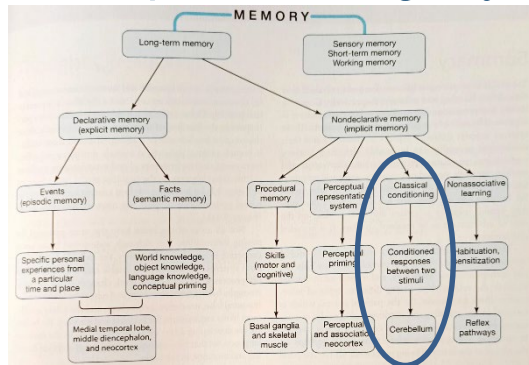 MEMORY
Long-term memory
Sensory memory
Short-term memory
Working memory
Declarative memory
(explicit memory)
Nondeclarative memory
(implicit memory)
Events
(episodic memory)
Facts
(semantic memory)
Procedural
memory
Perceptual
representation
system
Classical
conditioning
Nonassociative
learning
Specific personal
experiences from
a particular
time and place
World knowledge,
object knowledge,
language knowledge,
conceptual priming
Skills
(motor and
cognitive)
Perceptual
priming
Conditioned
responses
between two
stimuli
Habituation,
sensitization
Medial temporal lobe,
middle diencephalon,
and neocortex
Basal ganglia
and skeletal
muscle
Perceptual
and association
neocortex
Cerebellum
Reflex
pathways